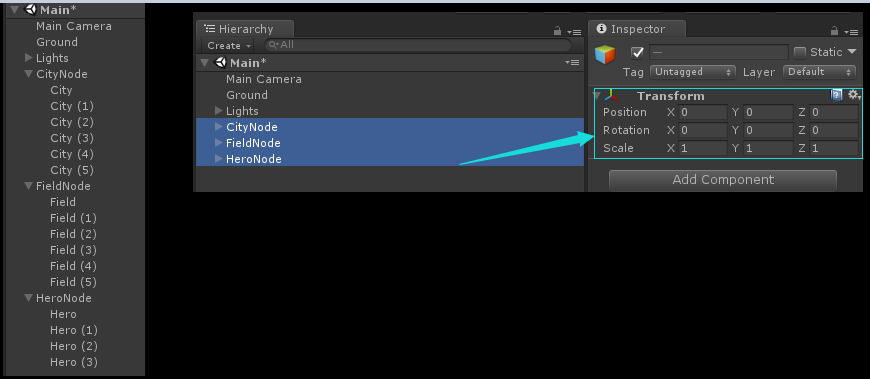 Main*
Main Camera
Ground
Lights
CityNode
City
City (1)
City (2)
City (3)
City (4)
City (5)
FieldNode
Field
Field (1)
Field (2)
Field (3)
Field (4)
Field (5)
HeroNode
Hero
Hero (1)
Hero (2)
Hero (3)
Hierarchy
Create
All
Main*
Main Camera
Ground
Lights
CityNode
FieldNode
HeroNode
Inspector
— Static
Tag Untagged Layer Default
Transform
Position X 0 Y 0 Z 0
Rotation X 0 Y 0 Z 0
Scale X 1 Y 1 Z 1
Add Component